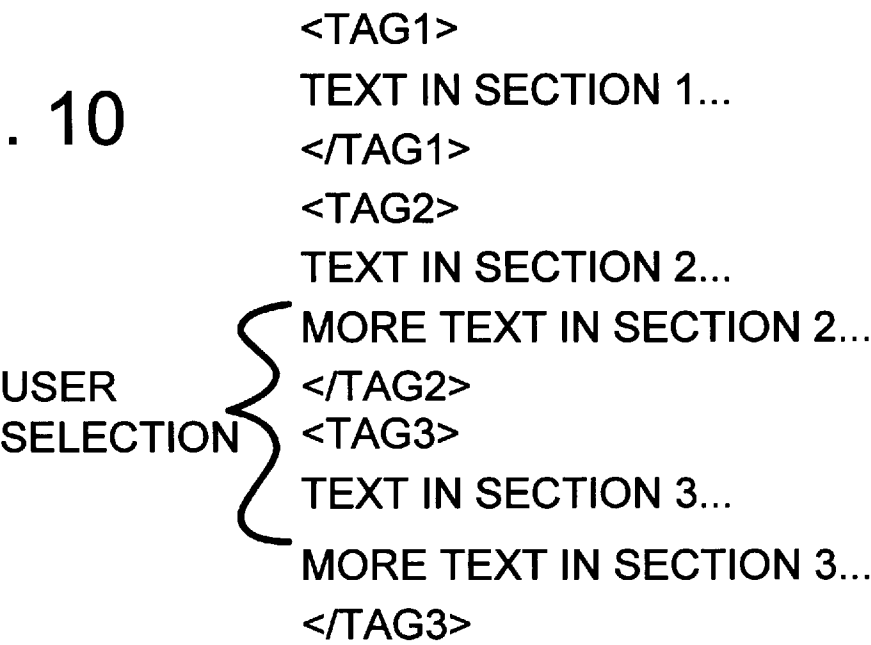 . 10
<TAG1>
TEXT IN SECTION 1...
</TAG1>
<TAG2>
TEXT IN SECTION 2...
MORE TEXT IN SECTION 2...
</TAG2>
<TAG3>
TEXT IN SECTION 3...
MORE TEXT IN SECTION 3...
</TAG3>
USER
SELECTION